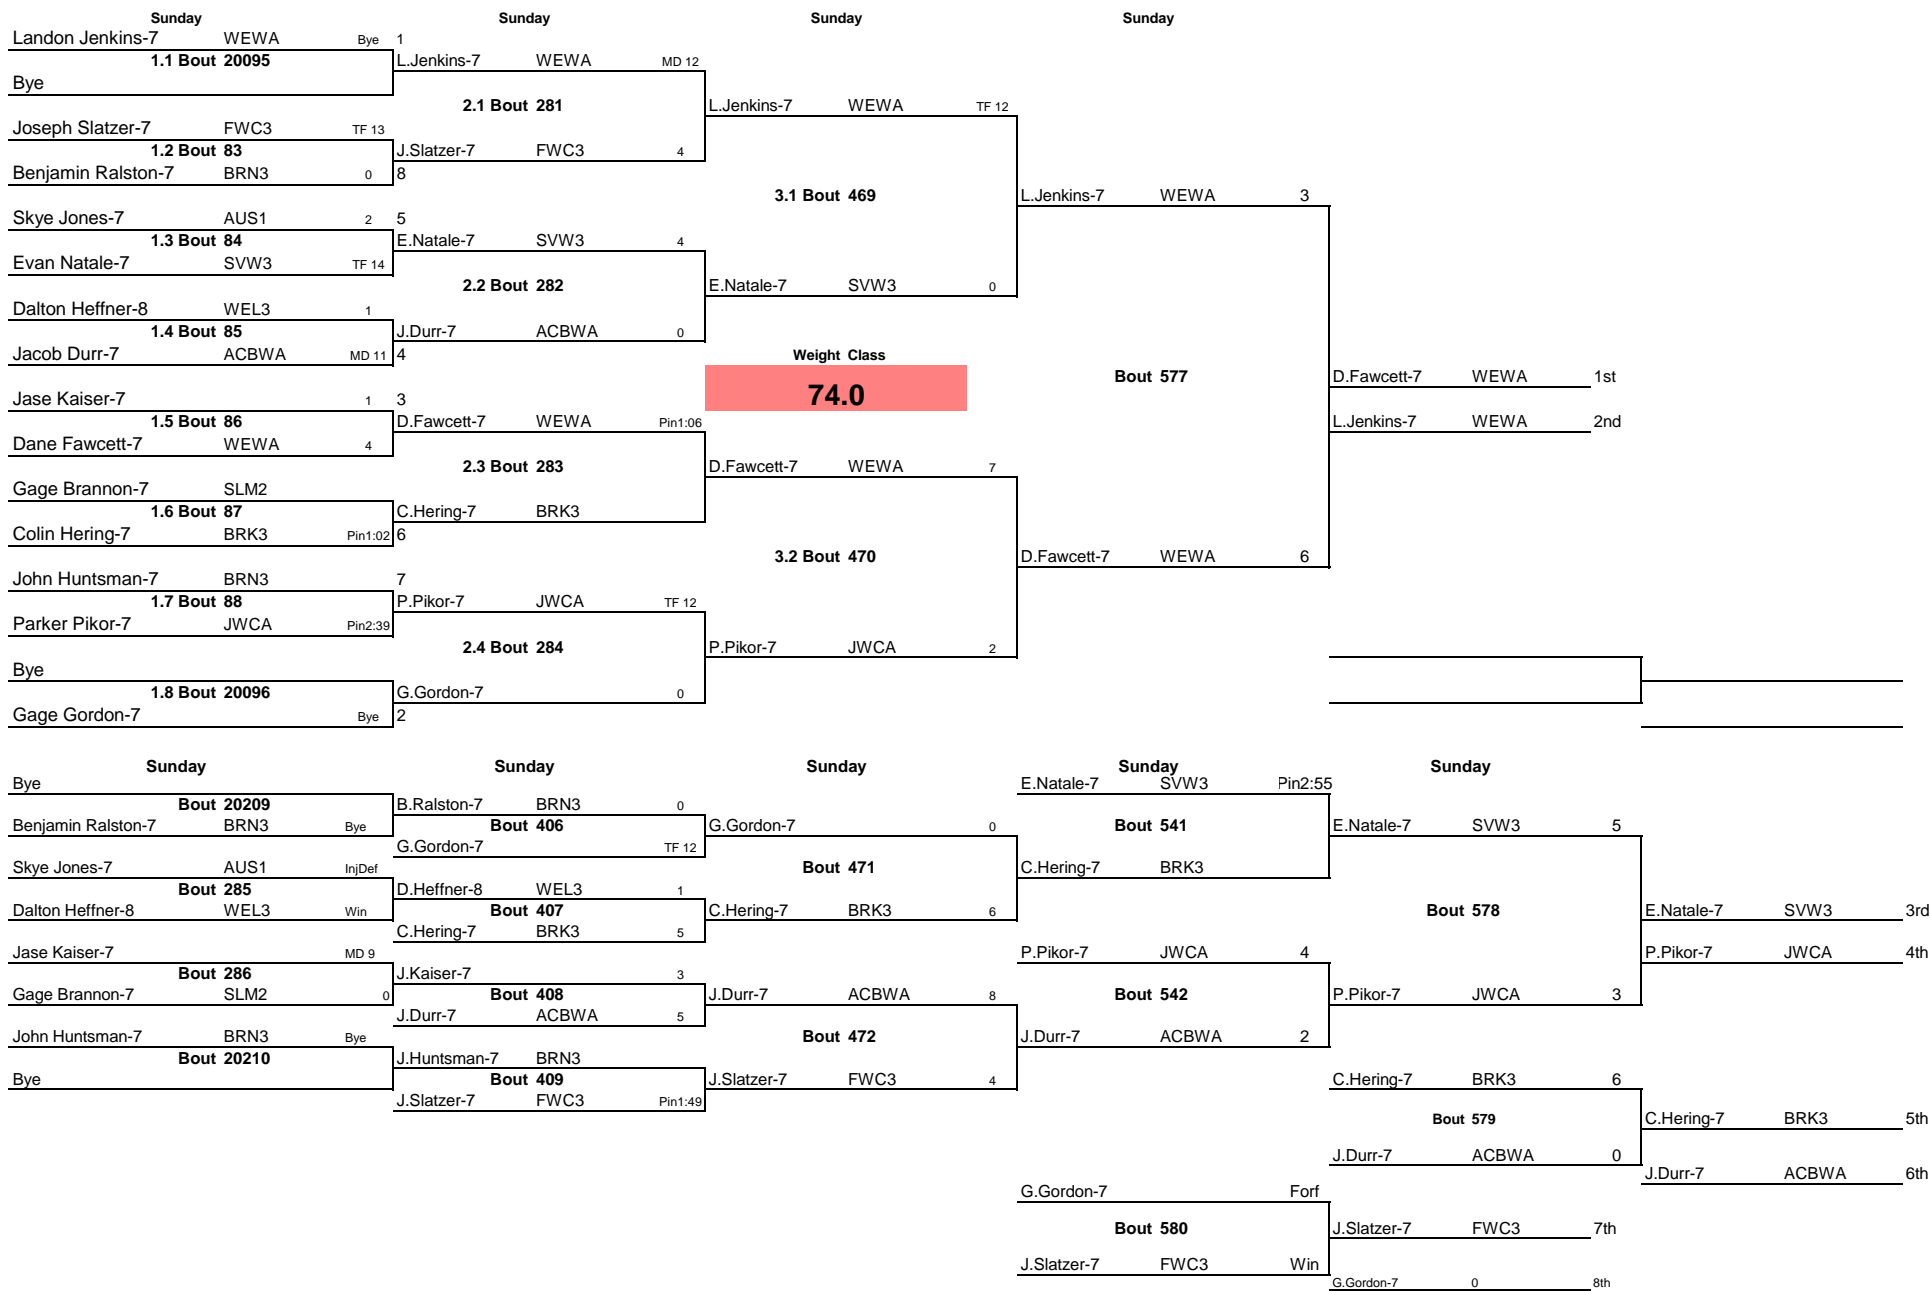 Sunday Sunday Sunday Sunday
Landon Jenkins-7 WEWA Bye 1
1.1 Bout 20095 L.Jenkins-7 WEWA MD 12
Bye
2.1 Bout 281 L.Jenkins-7 WEWA TF 12
Joseph Slatzer-7 FWC3 TF 13
1.2 Bout 83 J.Slatzer-7 FWC3 4
Benjamin Ralston-7 BRN3 0 8
3.1 Bout 469 L.Jenkins-7 WEWA 3
Skye Jones-7 AUS1 2 5
1.3 Bout 84 E.Natale-7 SVW3 4
Evan Natale-7 SVW3 TF 14
2.2 Bout 282 E.Natale-7 SVW3 0
Dalton Heffner-8 WEL3 1
1.4 Bout 85 J.Durr-7 ACBWA 0
Jacob Durr-7 ACBWA MD 11 4 Weight Class
Bout 577 D.Fawcett-7 WEWA 1st
Jase Kaiser-7 1 3 74.0
1.5 Bout 86 D.Fawcett-7 WEWA Pin1:06 L.Jenkins-7 WEWA 2nd
Dane Fawcett-7 WEWA 4
2.3 Bout 283 D.Fawcett-7 WEWA 7
Gage Brannon-7 SLM2
1.6 Bout 87 C.Hering-7 BRK3
Colin Hering-7 BRK3 Pin1:02 6
3.2 Bout 470 D.Fawcett-7 WEWA 6
John Huntsman-7 BRN3 7
1.7 Bout 88 P.Pikor-7 JWCA TF 12
Parker Pikor-7 JWCA Pin2:39
2.4 Bout 284 P.Pikor-7 JWCA 2
Bye
1.8 Bout 20096 G.Gordon-7 0
Gage Gordon-7 Bye 2
Sunday Sunday Sunday Sunday Sunday
Bye E.Natale-7 SVW3 Pin2:55
Bout 20209 B.Ralston-7 BRN3 0
Benjamin Ralston-7 BRN3 Bye Bout 406 G.Gordon-7 0 Bout 541 E.Natale-7 SVW3 5
G.Gordon-7 TF 12
Skye Jones-7 AUS1 InjDef Bout 471 C.Hering-7 BRK3
Bout 285 D.Heffner-8 WEL3 1
Dalton Heffner-8 WEL3 Win Bout 407 C.Hering-7 BRK3 6 Bout 578 E.Natale-7 SVW3 3rd
C.Hering-7 BRK3 5
Jase Kaiser-7 MD 9 P.Pikor-7 JWCA 4 P.Pikor-7 JWCA 4th
Bout 286 J.Kaiser-7 3
Gage Brannon-7 SLM2 0 Bout 408 J.Durr-7 ACBWA 8 Bout 542 P.Pikor-7 JWCA 3
J.Durr-7 ACBWA 5
John Huntsman-7 BRN3 Bye Bout 472 J.Durr-7 ACBWA 2
Bout 20210 J.Huntsman-7 BRN3
Bye Bout 409 J.Slatzer-7 FWC3 4 C.Hering-7 BRK3 6
J.Slatzer-7 FWC3 Pin1:49
Bout 579 C.Hering-7 BRK3 5th
J.Durr-7 ACBWA 0
J.Durr-7 ACBWA 6th
G.Gordon-7 Forf
Bout 580 J.Slatzer-7 FWC3 7th
J.Slatzer-7 FWC3 Win
G.Gordon-7 0 8th